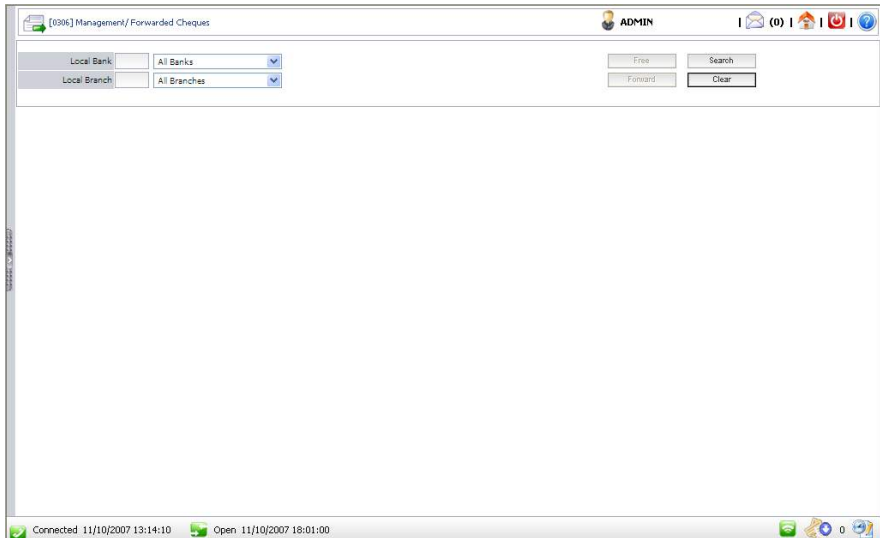 [0306] Management/ Forwarded Cheques
ADMIN
| (0) | | |
Local Bank All Banks Free Search
Local Branch All Branches Forward Clear
Connected 11/10/2007 13:14:10 Open 11/10/2007 18:01:00 0